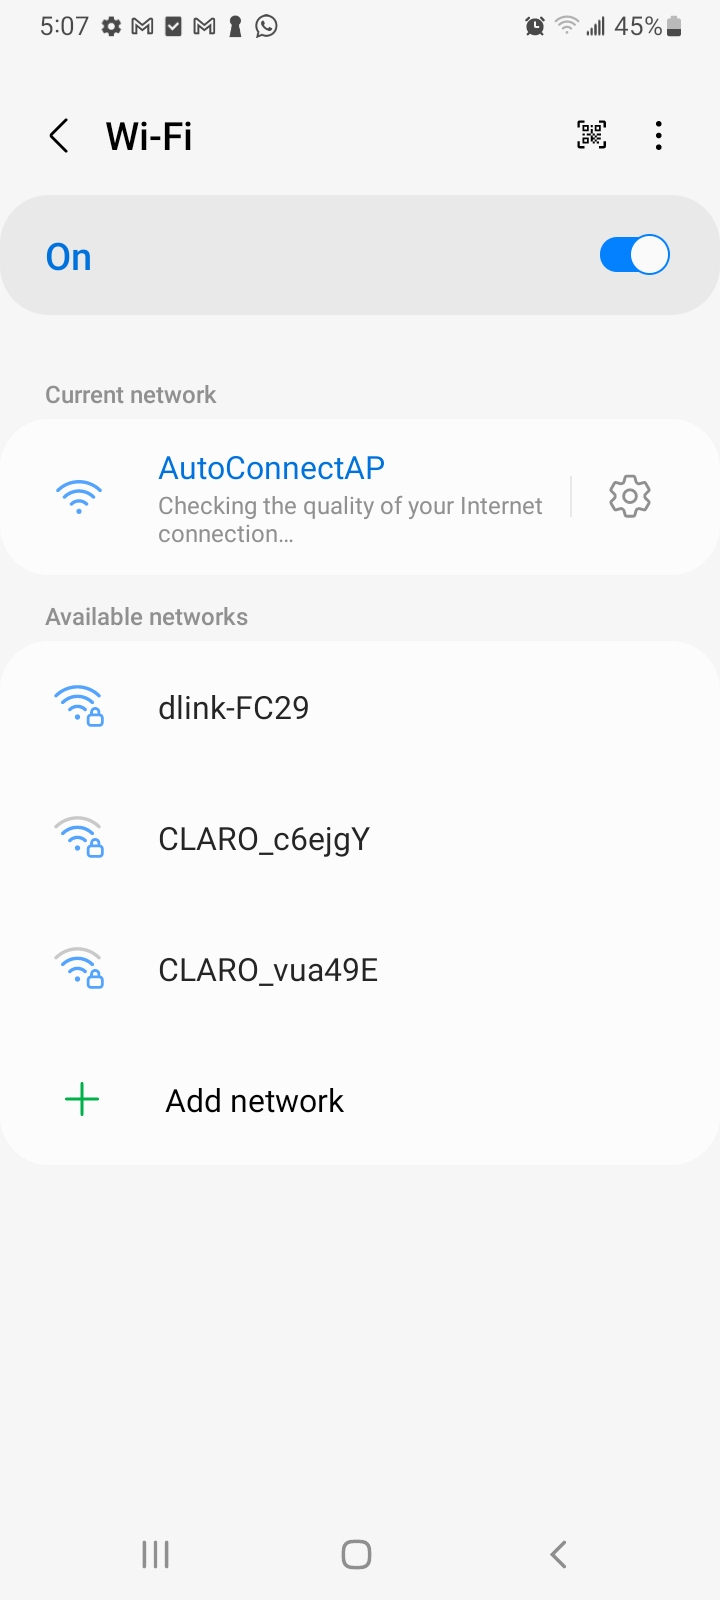 5:07 45%
Wi-Fi
On
Current network
AutoConnectAP
Checking the quality of your Internet
connection...
Available networks
dlink-FC29
CLARO_c6ejgY
CLARO_vua49E
Add network